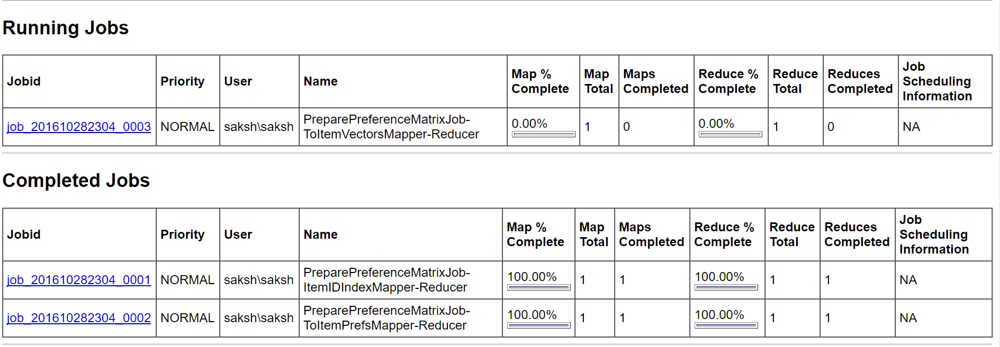 Running Jobs
Jobid Priority User Name Map % Complete Map Total Maps Completed Reduce % Complete Reduce Total Reduces Completed Job Scheduling Information
job_201610282304_0003 NORMAL saksh\saksh PreparePreferenceMatrixJob-ToItemVectorsMapper-Reducer 0.00% 1 0 0.00% 1 0 NA
Completed Jobs
Jobid Priority User Name Map % Complete Map Total Maps Completed Reduce % Complete Reduce Total Reduces Completed Job Scheduling Information
job_201610282304_0001 NORMAL saksh\saksh PreparePreferenceMatrixJob-ItemIDIndexMapper-Reducer 100.00% 1 1 100.00% 1 1 NA
job_201610282304_0002 NORMAL saksh\saksh PreparePreferenceMatrixJob-ToItemPrefsMapper-Reducer 100.00% 1 1 100.00% 1 1 NA